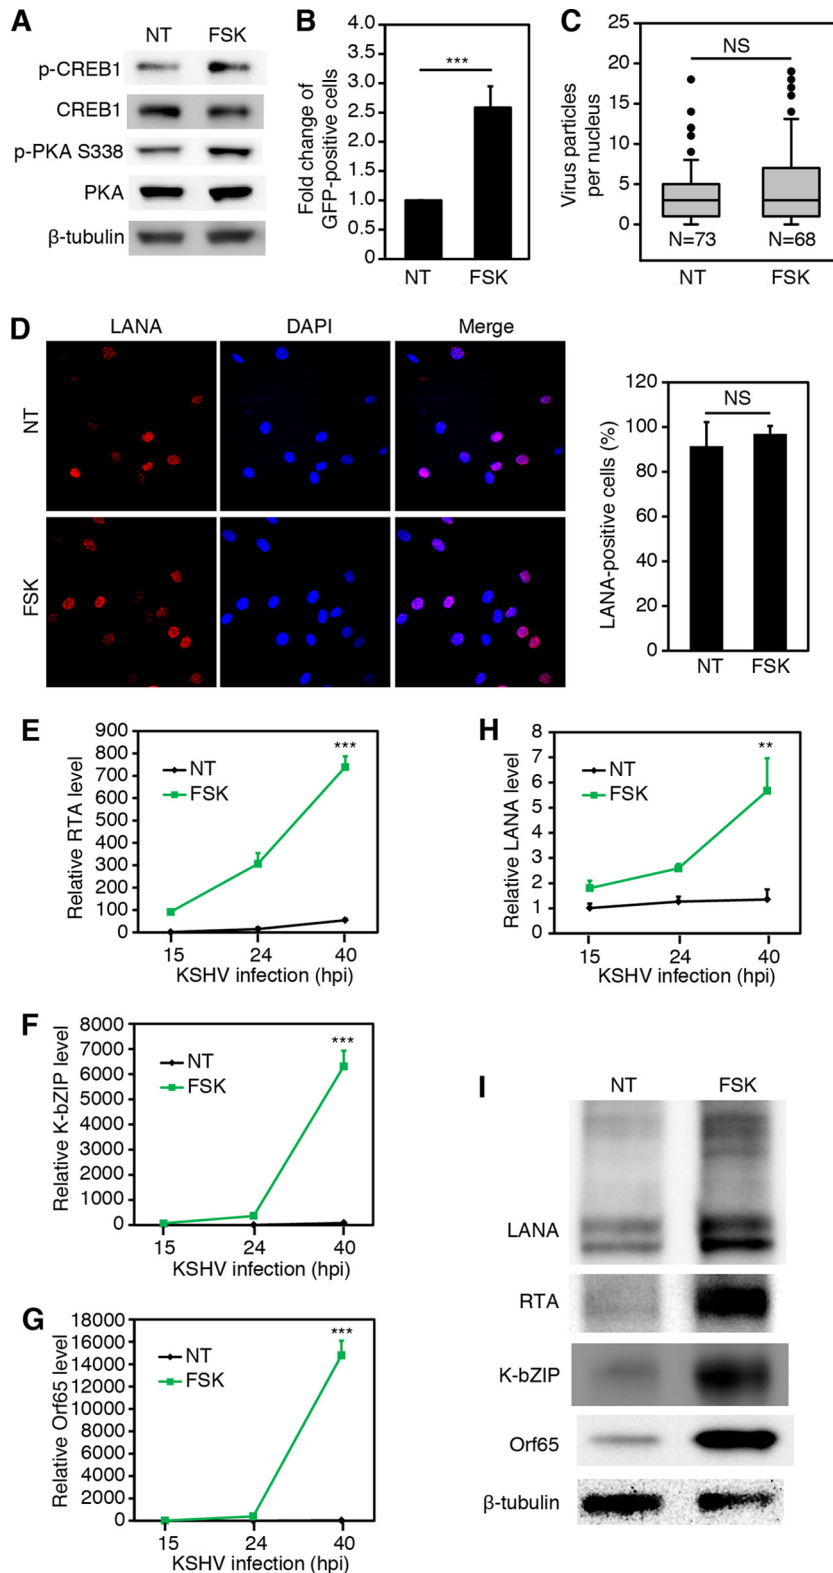 A
NT FSK
p-CREB1
CREB1
p-PKA S338
PKA
β-tubulin
B
Fold change of
GFP-positive cells
4.0
3.5
3.0
2.5
2.0
1.5
1.0
0.5
0
***
NT FSK
C
Virus particles
per nucleus
25
20
15
10
5
0
NS
N=73 N=68
NT FSK
D
LANA DAPI Merge
NT
FSK
LANA-positive cells (%)
120
100
80
60
40
20
0
NS
NT FSK
E
Relative RTA level
900
800
700
600
500
400
300
200
100
0
NT
FSK
***
15 24 40
KSHV infection (hpi)
H
Relative LANA level
8
7
6
5
4
3
2
1
0
NT
FSK
**
15 24 40
KSHV infection (hpi)
F
Relative K-bZIP level
8000
7000
6000
5000
4000
3000
2000
1000
0
NT
FSK
***
15 24 40
KSHV infection (hpi)
G
Relative Orf65 level
18000
16000
14000
12000
10000
8000
6000
4000
2000
0
NT
FSK
***
15 24 40
KSHV infection (hpi)
I
NT FSK
LANA
RTA
K-bZIP
Orf65
β-tubulin